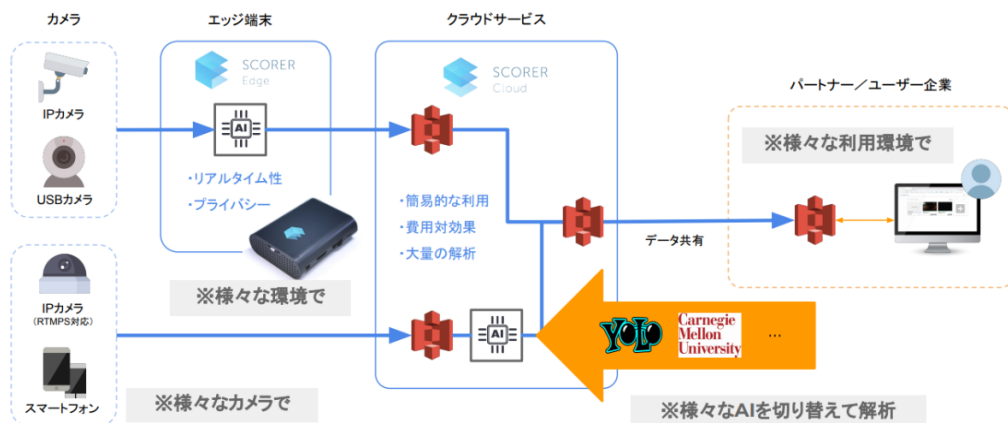 カメラ
エッジ端末
クラウドサービス
パートナー／ユーザー企業
IPカメラ
USBカメラ
SCORER
Edge
AI
・リアルタイム性
・プライバシー
※様々な環境で
SCORER
Cloud
・簡易的な利用
・費用対効果
・大量の解析
データ共有
※様々な利用環境で
IPカメラ
（RTMPS対応）
スマートフォン
※様々なカメラで
AI
YOLO
Carnegie
Mellon
University
...
※様々なAIを切り替えて解析